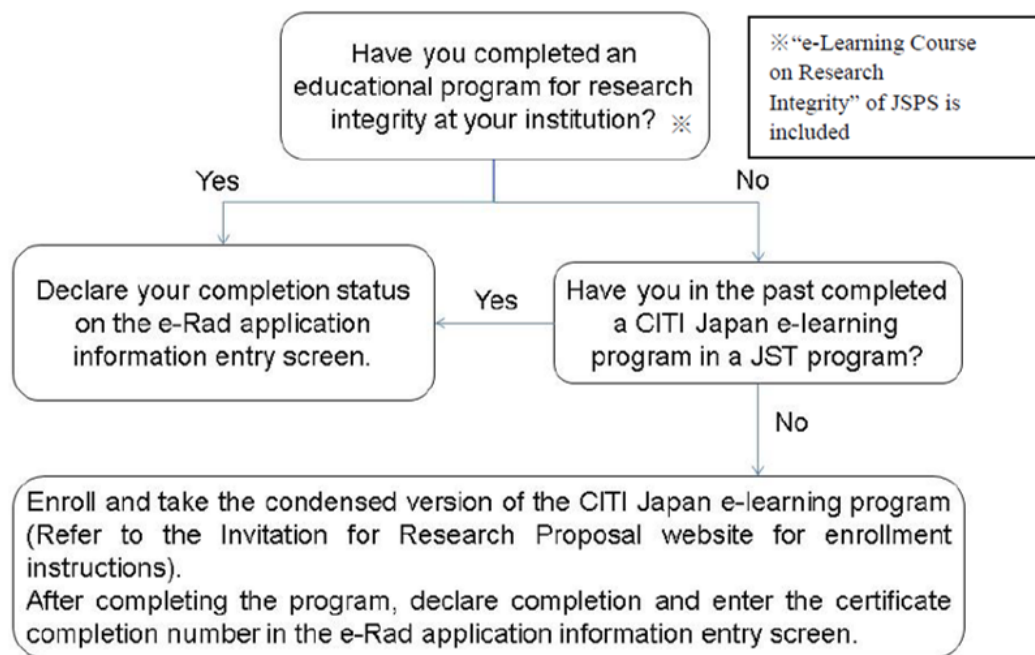 Have you completed an
educational program for research
integrity at your institution? ※
※“e-Learning Course
on Research
Integrity” of JSPS is
included
Yes
No
Declare your completion status
on the e-Rad application
information entry screen.
Yes
Have you in the past completed
a CITI Japan e-learning
program in a JST program?
No
Enroll and take the condensed version of the CITI Japan e-learning program
(Refer to the Invitation for Research Proposal website for enrollment
instructions).
After completing the program, declare completion and enter the certificate
completion number in the e-Rad application information entry screen.